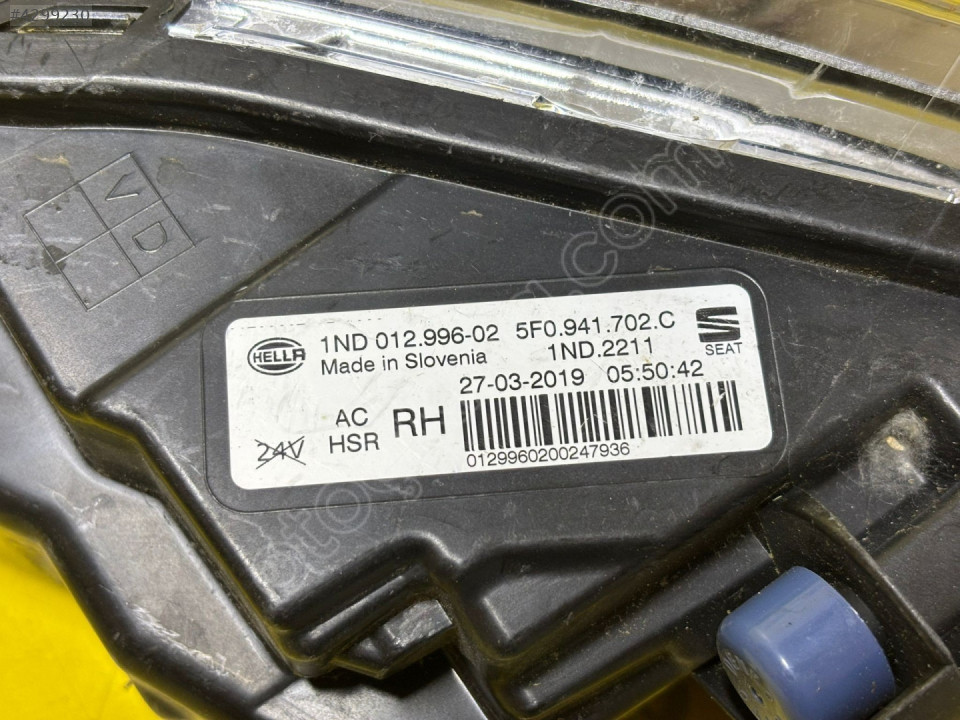 #4299230
V
D
HELLA
1ND 012.996-02 5F0.941.702.C
Made in Slovenia 1ND.2211
SEAT
27-03-2019 05:50:42
AC RH
24V HSR
0129960200247936